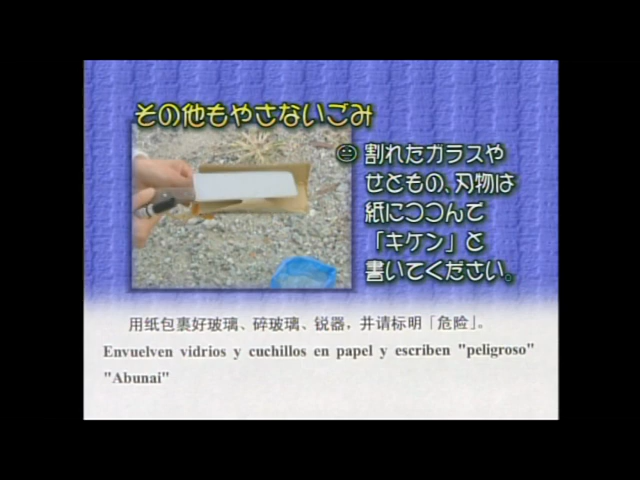 その他もやさないごみ
割れたガラスや
せともの、刃物は
紙につつんで
「キケン」と
書いてください。
用纸包裹好玻璃、碎玻璃、锐器，并请标明「危险」。
Envuelven vidrios y cuchillos en papel y escriben "peligroso"
"Abunai"